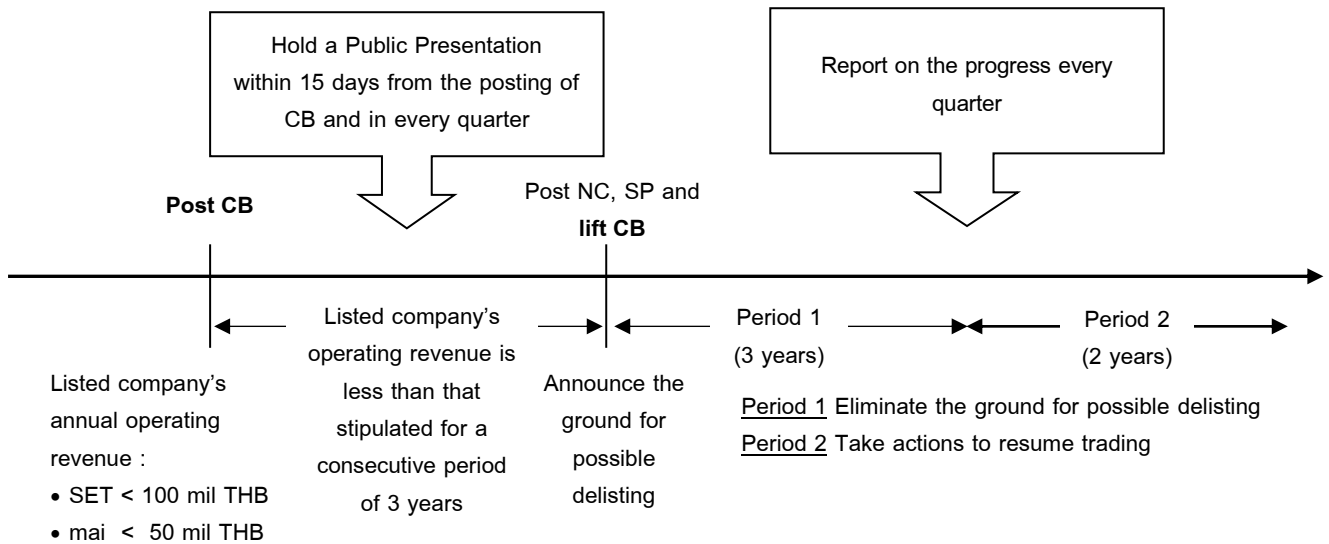 Hold a Public Presentation
within 15 days from the posting of
CB and in every quarter
Report on the progress every
quarter
Post CB
Post NC, SP and
lift CB
Listed company's
annual operating
revenue :
• SET < 100 mil THB
• mai < 50 mil THB
Listed company's
operating revenue is
less than that
stipulated for a
consecutive period
of 3 years
Announce the
ground for
possible
delisting
Period 1
(3 years)
Period 2
(2 years)
Period 1 Eliminate the ground for possible delisting
Period 2 Take actions to resume trading